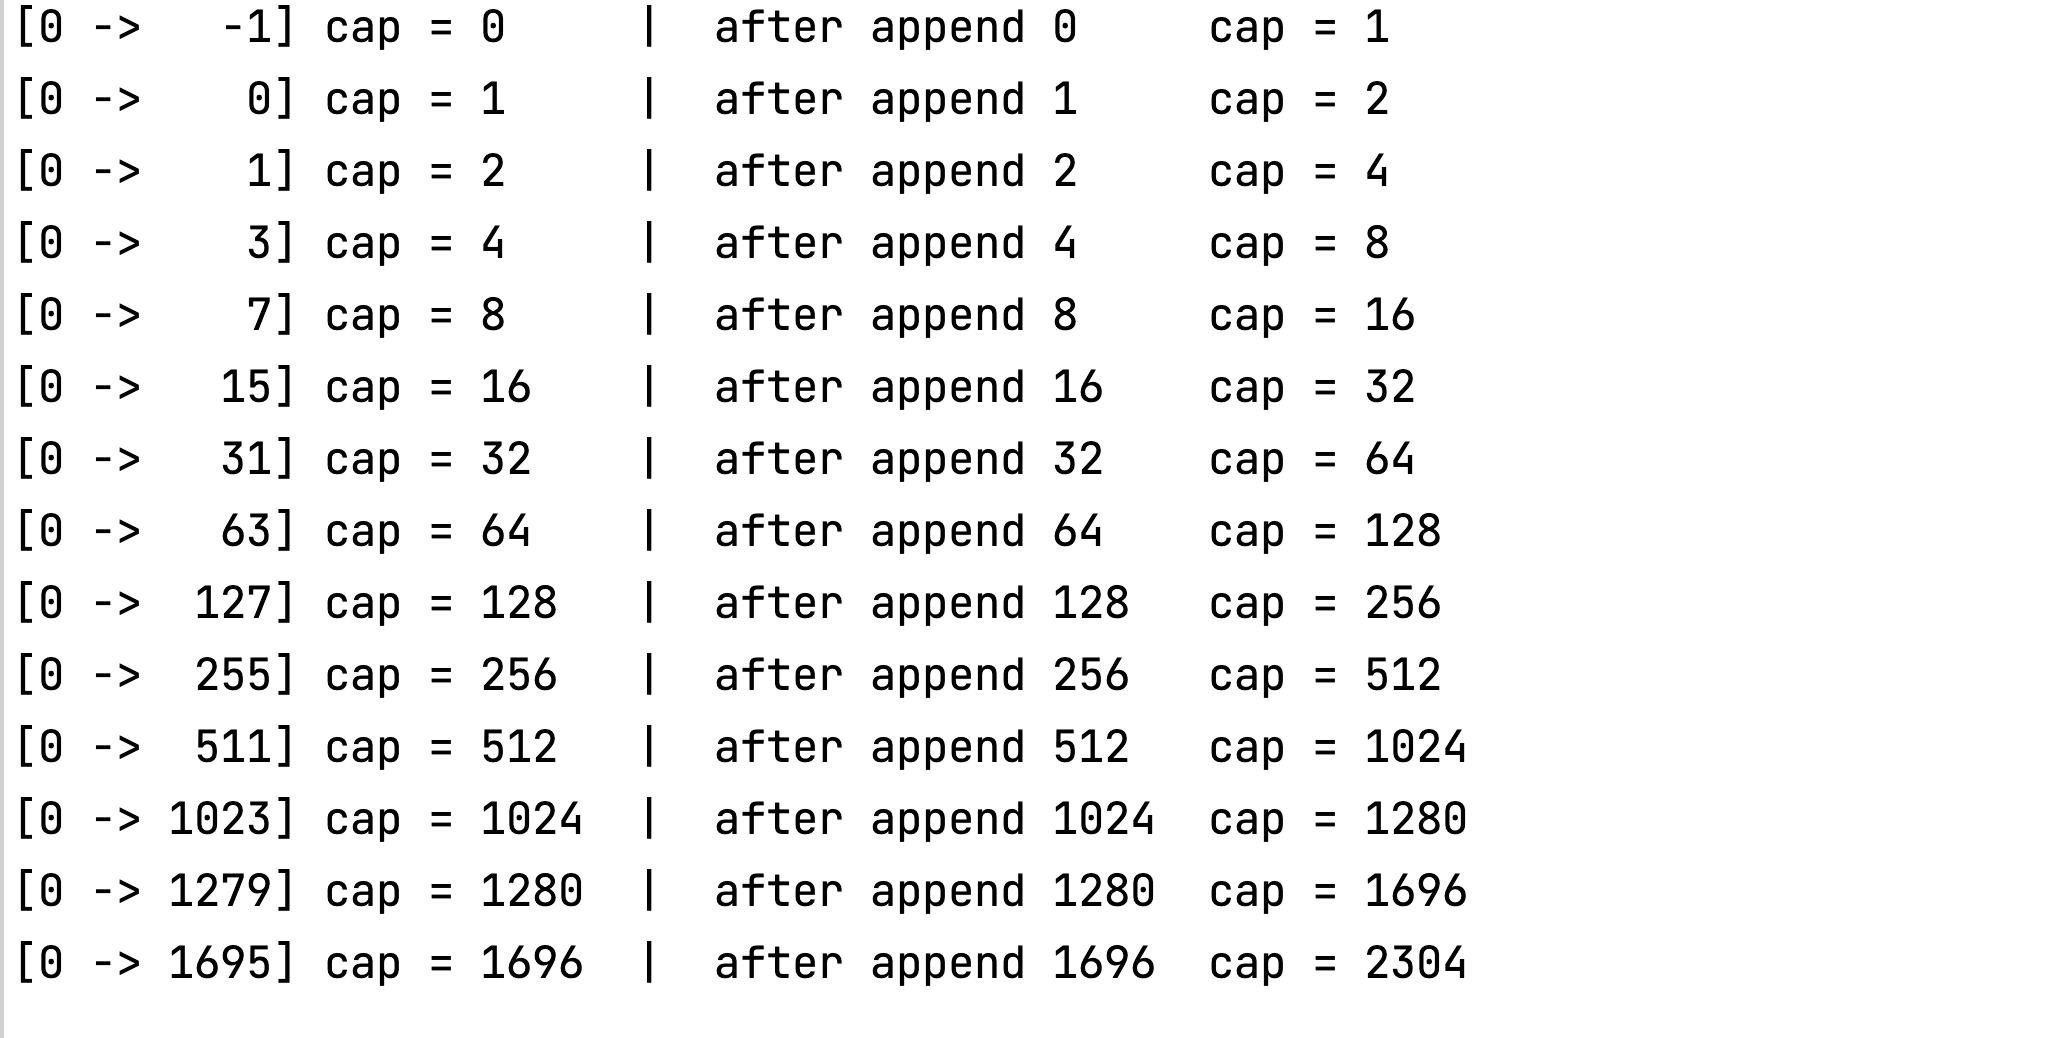 [0 ->   -1] cap = 0     |  after append 0     cap = 1
[0 ->    0] cap = 1     |  after append 1     cap = 2
[0 ->    1] cap = 2     |  after append 2     cap = 4
[0 ->    3] cap = 4     |  after append 4     cap = 8
[0 ->    7] cap = 8     |  after append 8     cap = 16
[0 ->   15] cap = 16    |  after append 16    cap = 32
[0 ->   31] cap = 32    |  after append 32    cap = 64
[0 ->   63] cap = 64    |  after append 64    cap = 128
[0 ->  127] cap = 128   |  after append 128   cap = 256
[0 ->  255] cap = 256   |  after append 256   cap = 512
[0 ->  511] cap = 512   |  after append 512   cap = 1024
[0 -> 1023] cap = 1024  |  after append 1024  cap = 1280
[0 -> 1279] cap = 1280  |  after append 1280  cap = 1696
[0 -> 1695] cap = 1696  |  after append 1696  cap = 2304